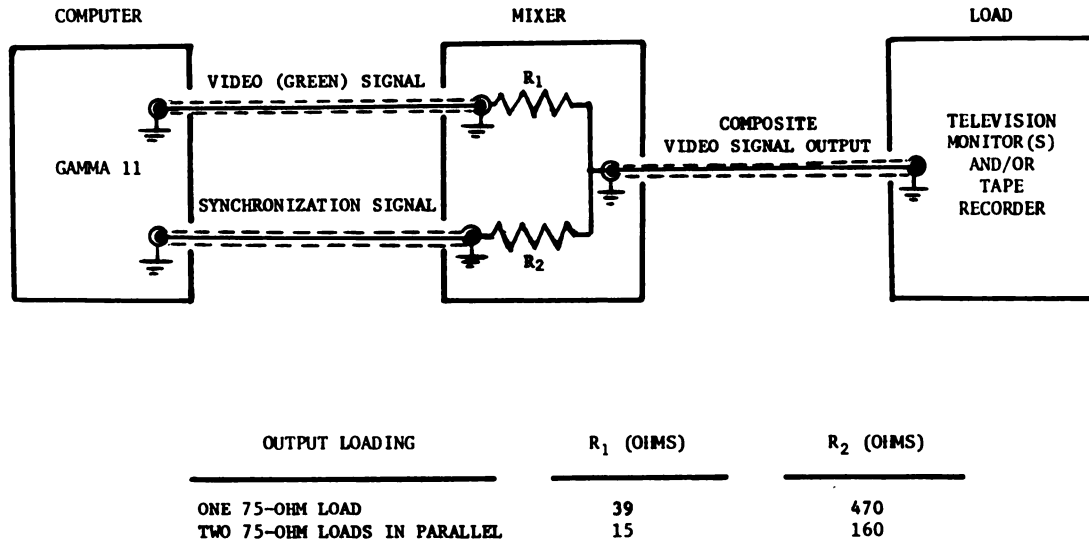 COMPUTER
MIXER
LOAD
VIDEO (GREEN) SIGNAL
R1
GAMMA 11
COMPOSITE
VIDEO SIGNAL OUTPUT
TELEVISION
MONITOR(S)
AND/OR
TAPE
RECORDER
SYNCHRONIZATION SIGNAL
R2
OUTPUT LOADING R1 (OHMS) R2 (OHMS)
ONE 75-OHM LOAD 39 470
TWO 75-OHM LOADS IN PARALLEL 15 160